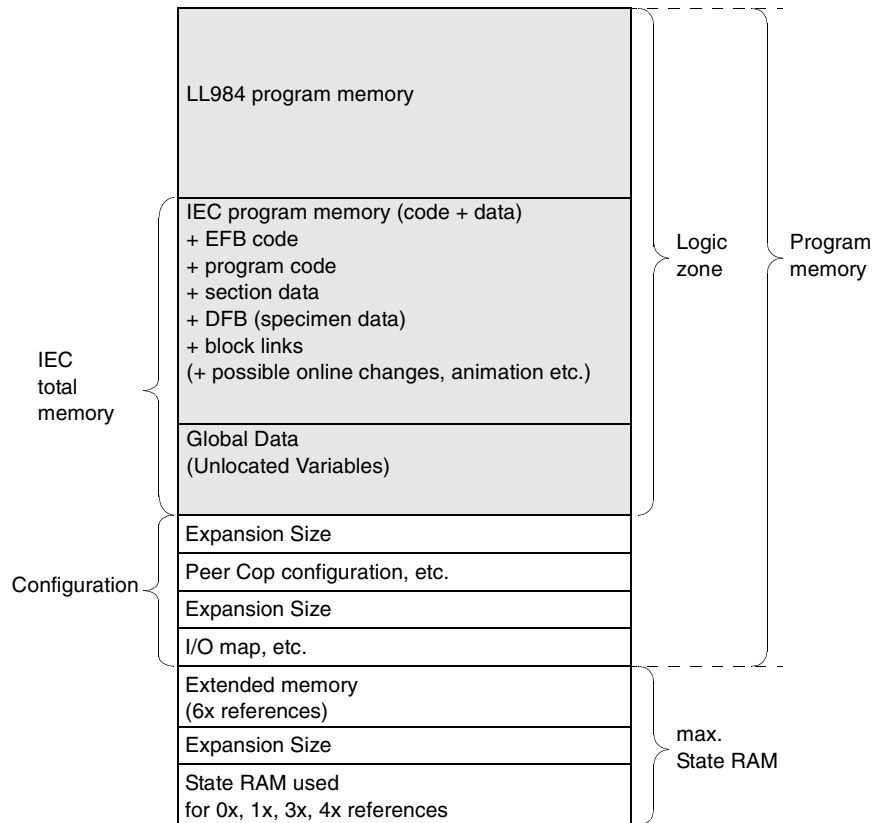 LL984 program memory
IEC program memory (code + data)
+ EFB code
+ program code
+ section data
+ DFB (specimen data)
+ block links
(+ possible online changes, animation etc.)
Global Data
(Unlocated Variables)
Expansion Size
Peer Cop configuration, etc.
Expansion Size
I/O map, etc.
Extended memory
(6x references)
Expansion Size
State RAM used
for 0x, 1x, 3x, 4x references
IEC
total
memory
Configuration
Logic
zone
Program
memory
max.
State RAM